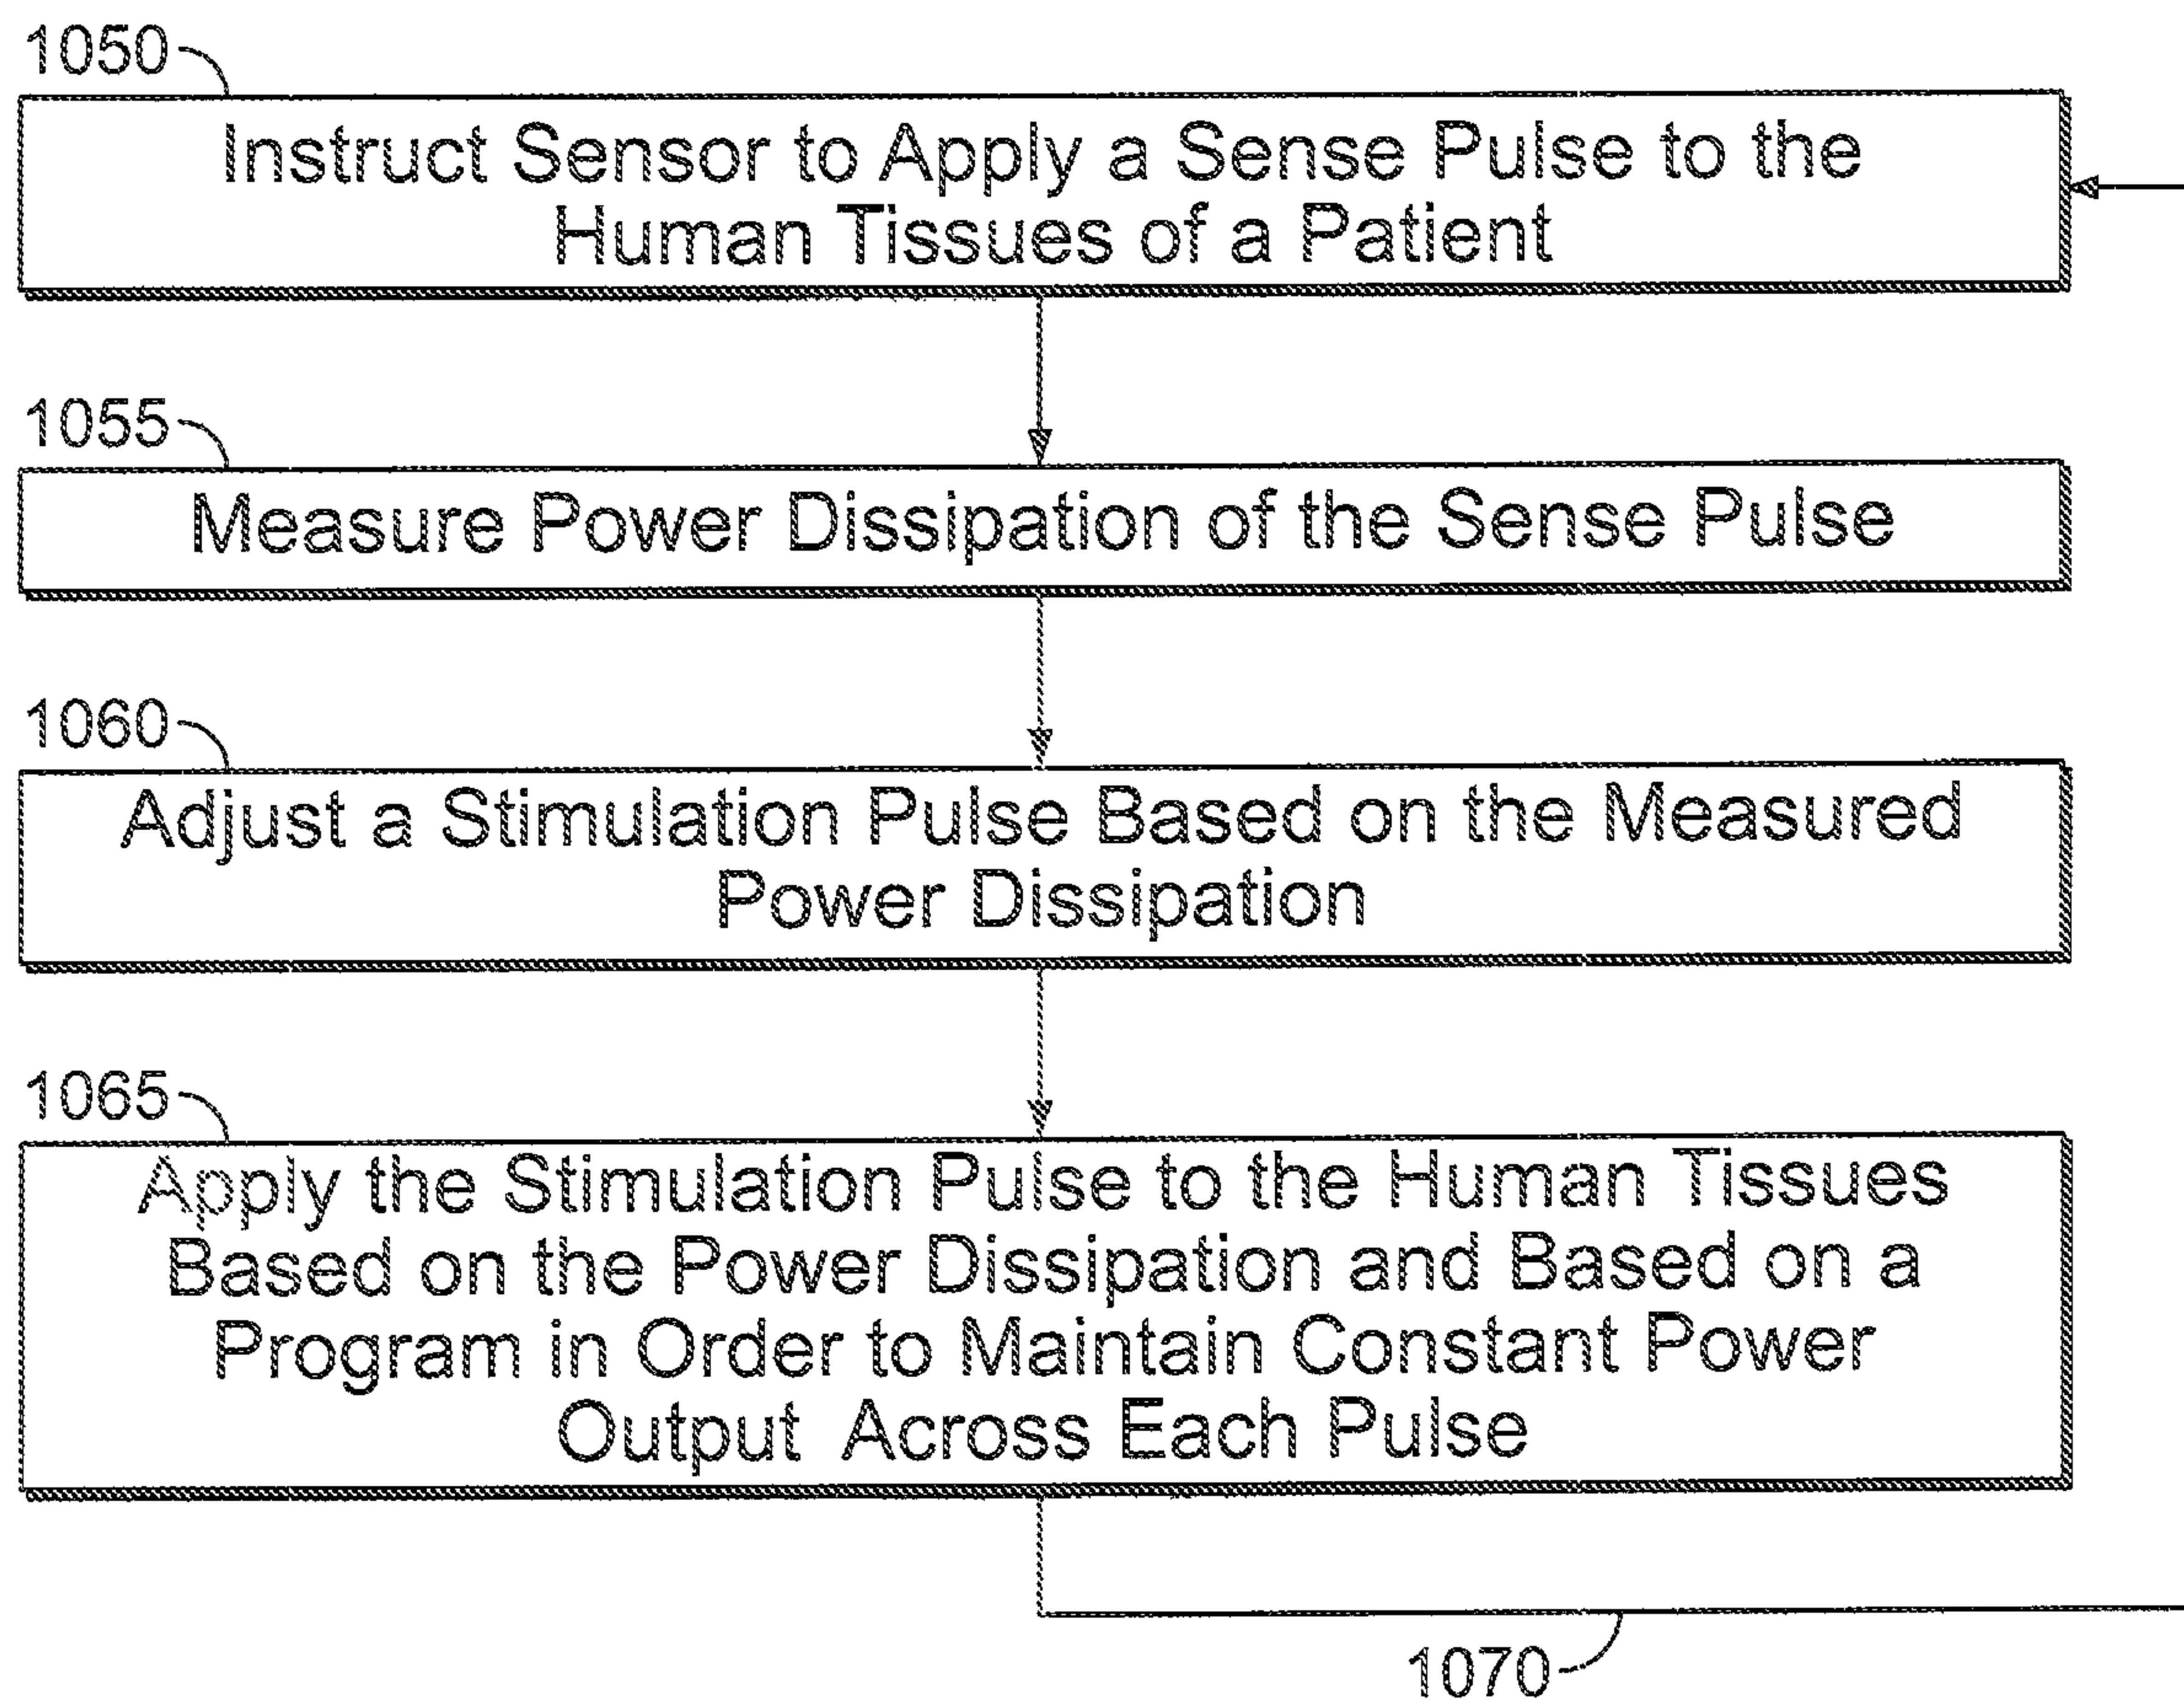 1050
Instruct Sensor to Apply a Sense Pulse to the
Human Tissues of a Patient
1055
Measure Power Dissipation of the Sense Pulse
1060
Adjust a Stimulation Pulse Based on the Measured
Power Dissipation
1065
Apply the Stimulation Pulse to the Human Tissues
Based on the Power Dissipation and Based on a
Program in Order to Maintain Constant Power
Output Across Each Pulse
1070